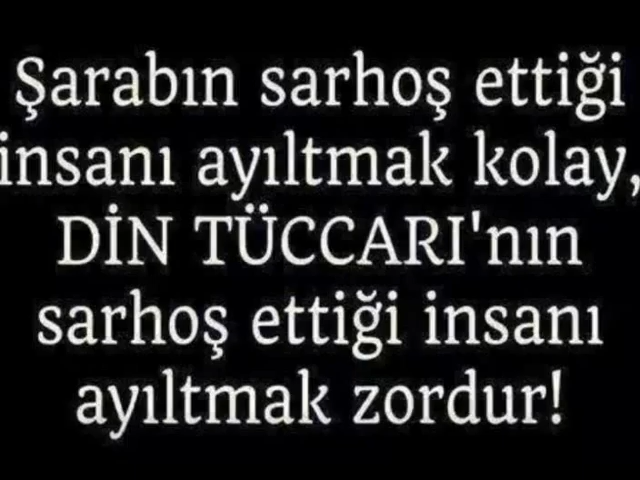 Şarabın sarhoş ettiği
insanı ayıltmak kolay,
DİN TÜCCARI'nın
sarhoş ettiği insanı
ayıltmak zordur!